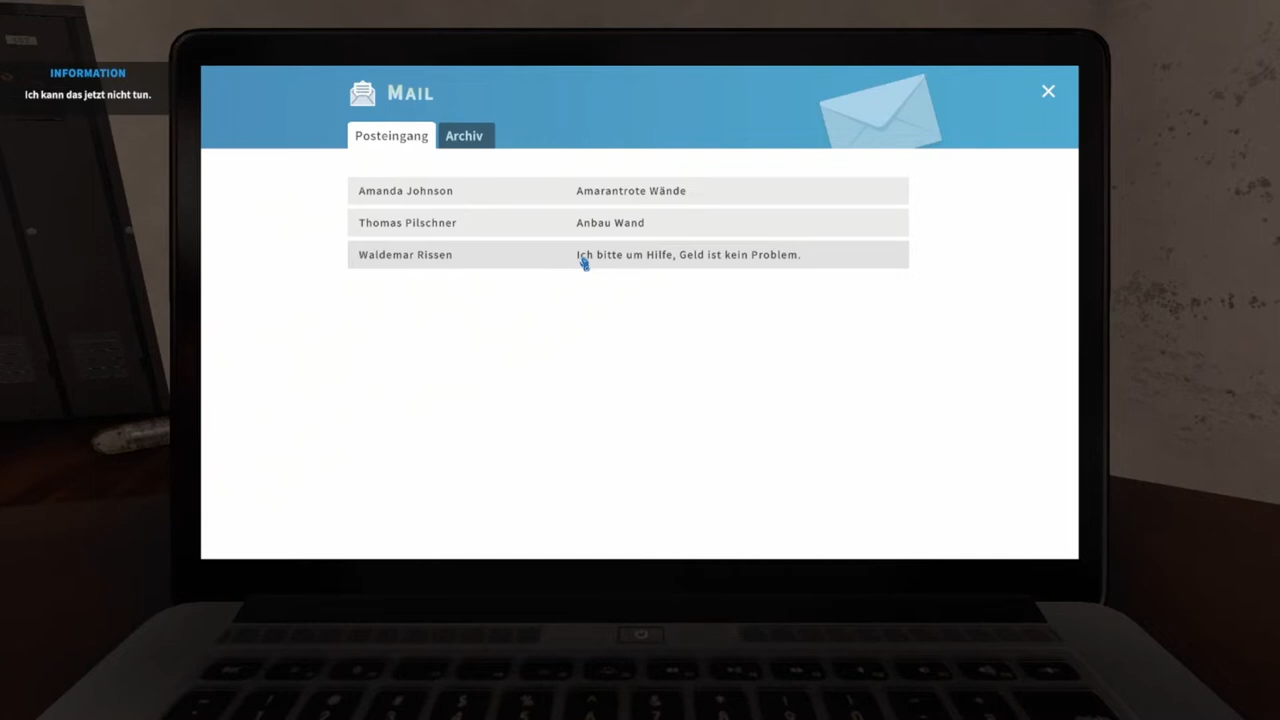 INFORMATION
Ich kann das jetzt nicht tun.
MAIL
Posteingang Archiv
Amanda Johnson Amarantrote Wände
Thomas Pilschner Anbau Wand
Waldemar Rissen Ich bitte um Hilfe, Geld ist kein Problem.